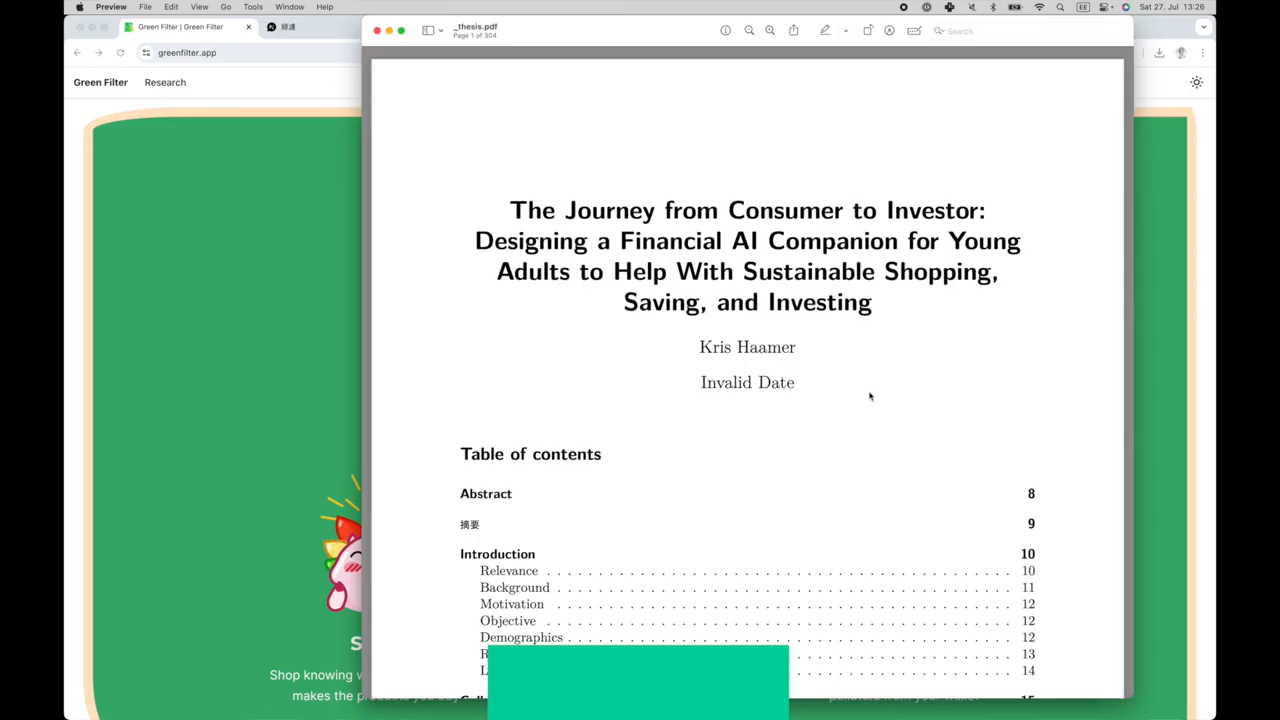 Preview File Edit View Go Tools Window Help
EE Sat 27. Jul 13:26
Green Filter | Green Filter
綠濾
greenfilter.app
Green Filter Research
_thesis.pdf
Page 1 of 304
Search
The Journey from Consumer to Investor:
Designing a Financial AI Companion for Young
Adults to Help With Sustainable Shopping,
Saving, and Investing
Kris Haamer
Invalid Date
Table of contents
Abstract 8
摘要 9
Introduction 10
Relevance . . . . . . . . . . . . . . . . . . . . . . . . . . . . . . . . . . . . . 10
Background . . . . . . . . . . . . . . . . . . . . . . . . . . . . . . . . . . . . 11
Motivation . . . . . . . . . . . . . . . . . . . . . . . . . . . . . . . . . . . . 12
Objective . . . . . . . . . . . . . . . . . . . . . . . . . . . . . . . . . . . . . 12
Demographics . . . . . . . . . . . . . . . . . . . . . . . . . . . . . . . . . . . 12
13
14
Shop knowing
makes the